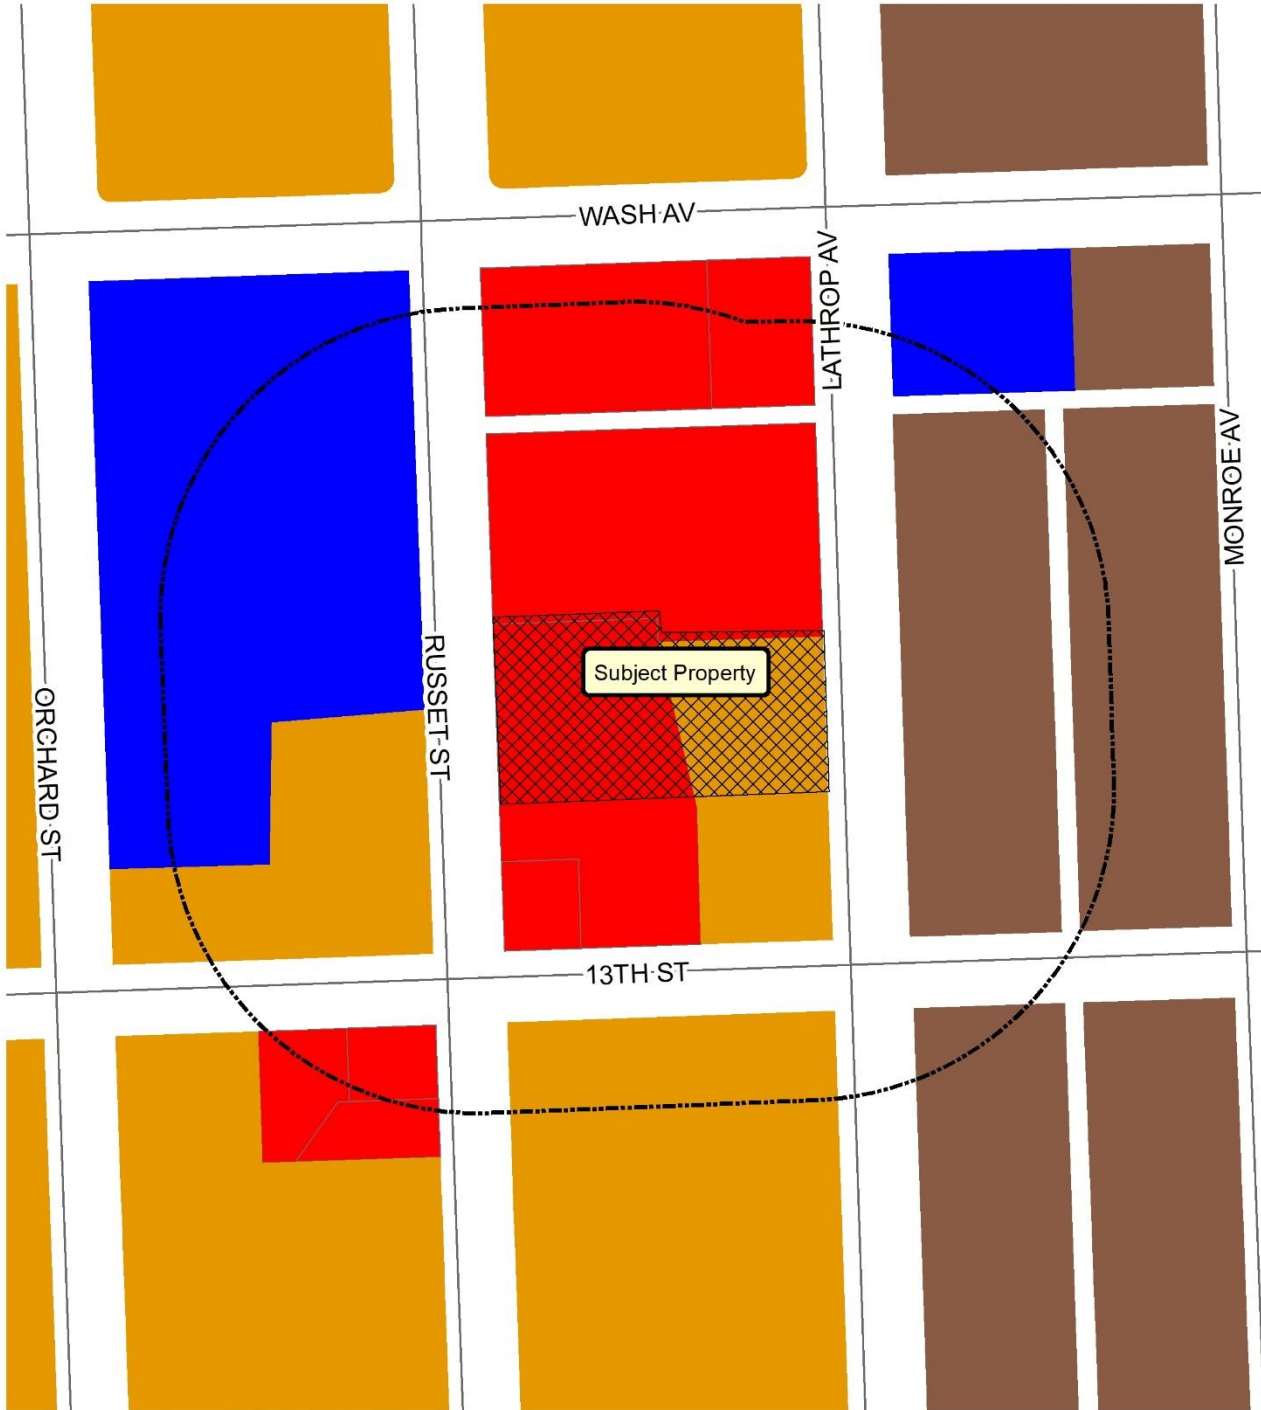 WASH AV
LATHROP AV
MONROE AV
RUSSET ST
Subject Property
ORCHARD ST
13TH ST